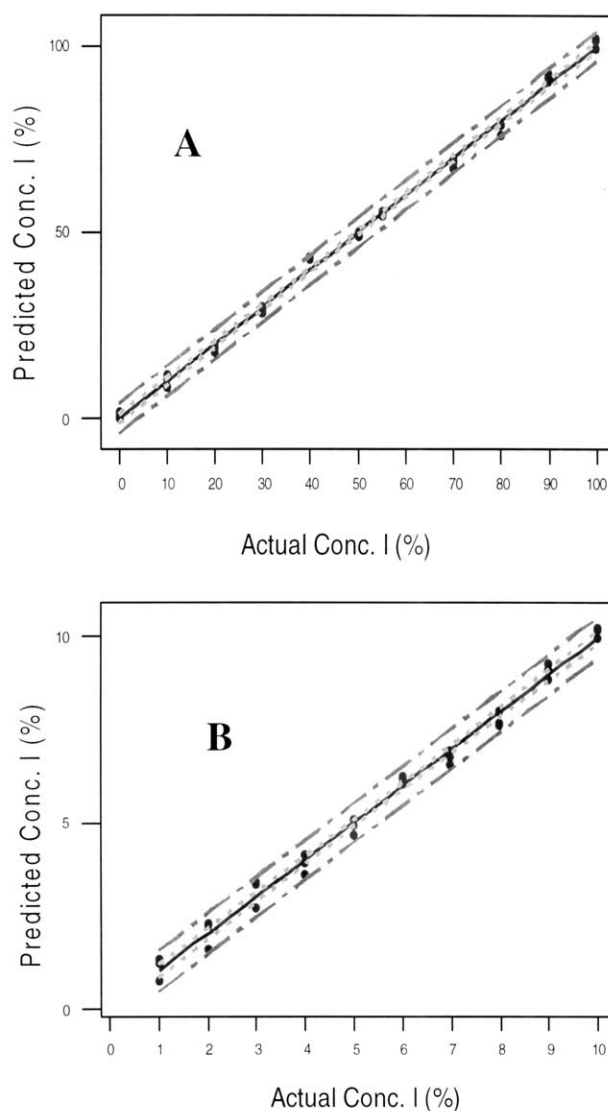 100
50
0
Predicted Conc. I (%)
A
0 10 20 30 40 50 60 70 80 90 100
Actual Conc. I (%)
10
5
0
Predicted Conc. I (%)
B
0 1 2 3 4 5 6 7 8 9 10
Actual Conc. I (%)